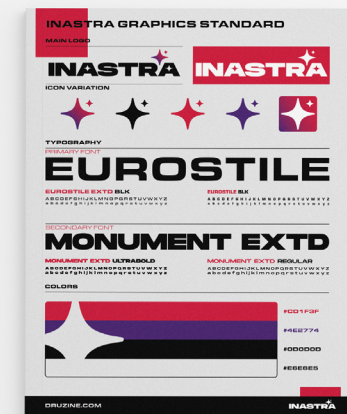 INASTRA GRAPHICS STANDARD
MAIN LOGO
INASTRA INASTRA
ICON VARIATION
TYPOGRAPHY
PRIMARY FONT
EUROSTILE
EUROSTILE EXTD BLK
ABCDEFGHIJKLMNOPQRSTUVWXYZ
abcdefghijklmnopqrstuvwxyz
EUROSTILE BLK
ABCDEFGHIJKLMNOPQRSTUVWXYZ
abcdefghijklmnopqrstuvwxyz
SECONDARY FONT
MONUMENT EXTD
MONUMENT EXTD ULTRABOLD
ABCDEFGHIJKLMNOPQRSTUVWXYZ
abcdefghijklmnopqrstuvwxyz
MONUMENT EXTD REGULAR
ABCDEFGHIJKLMNOPQRSTUVWXYZ
abcdefghijklmnopqrstuvwxyz
COLORS
#CD1F3F
#4E2774
#0D0D0D
#E6E6E5
DRUZINE.COM
INASTRA